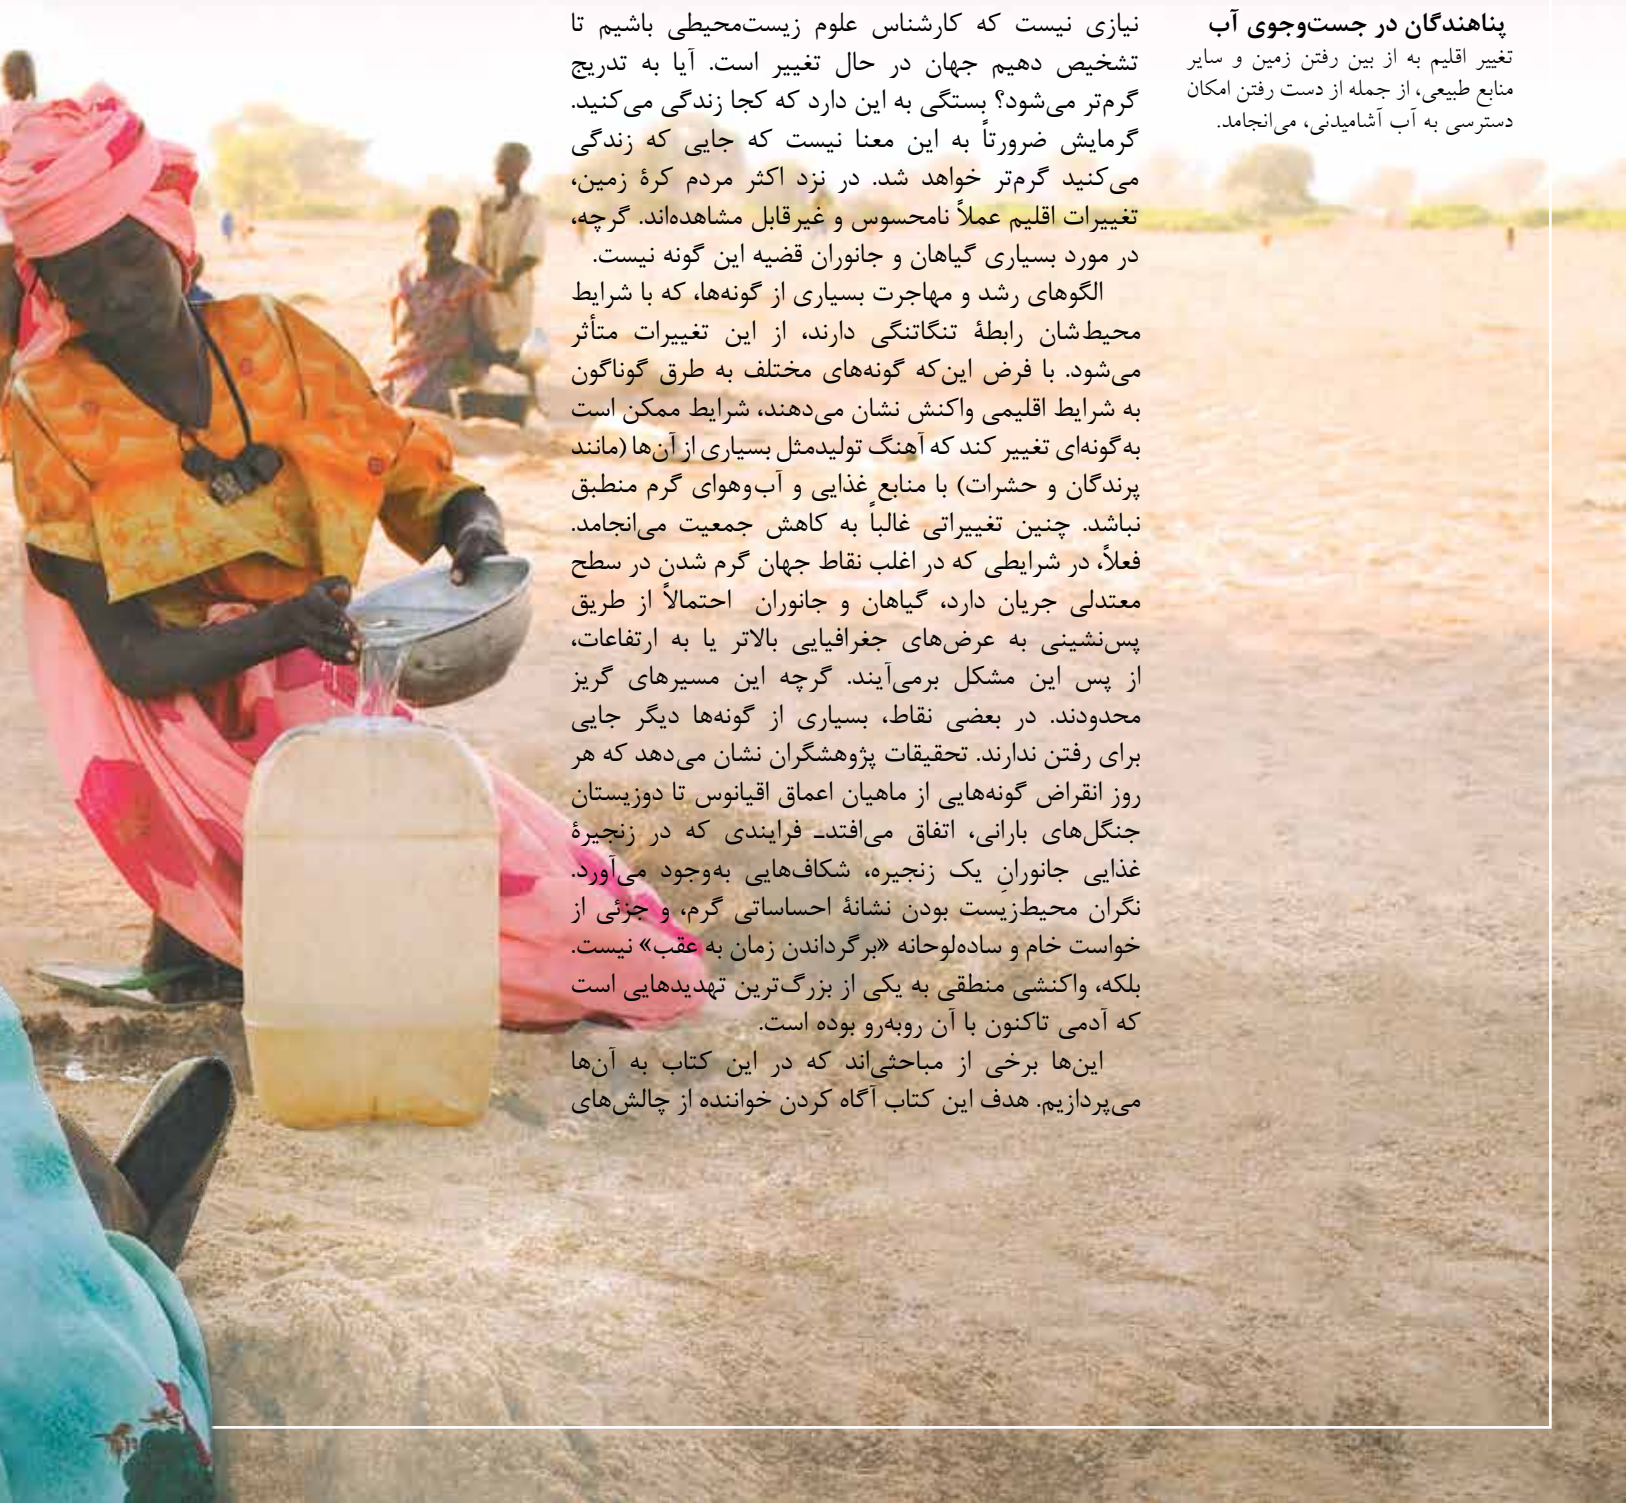 پناهندگان در جست‌وجوی آب
تغییر اقلیم به از بین رفتن زمین و سایر
منابع طبیعی، از جمله از دست رفتن امکان
دسترسی به آب آشامیدنی، می‌انجامد.
نیازی نیست که کارشناس علوم زیست‌محیطی باشیم تا
تشخیص دهیم جهان در حال تغییر است. آیا به تدریج
گرم‌تر می‌شود؟ بستگی به این دارد که کجا زندگی می‌کنید.
گرمایش ضرورتاً به این معنا نیست که جایی که زندگی
می‌کنید گرم‌تر خواهد شد. در نزد اکثر مردم کرهٔ زمین،
تغییرات اقلیم عملاً نامحسوس و غیرقابل مشاهده‌اند. گرچه،
در مورد بسیاری گیاهان و جانوران قضیه این گونه نیست.
الگوهای رشد و مهاجرت بسیاری از گونه‌ها، که با شرایط
محیط‌شان رابطهٔ تنگاتنگی دارند، از این تغییرات متأثر
می‌شود. با فرض این‌که گونه‌های مختلف به طرق گوناگون
به شرایط اقلیمی واکنش نشان می‌دهند، شرایط ممکن است
به‌گونه‌ای تغییر کند که آهنگ تولیدمثل بسیاری از آن‌ها (مانند
پرندگان و حشرات) با منابع غذایی و آب‌وهوای گرم منطبق
نباشد. چنین تغییراتی غالباً به کاهش جمعیت می‌انجامد.
فعلاً، در شرایطی که در اغلب نقاط جهان گرم شدن در سطح
معتدلی جریان دارد، گیاهان و جانوران احتمالاً از طریق
پس‌نشینی به عرض‌های جغرافیایی بالاتر یا به ارتفاعات،
از پس این مشکل برمی‌آیند. گرچه این مسیرهای گریز
محدودند. در بعضی نقاط، بسیاری از گونه‌ها دیگر جایی
برای رفتن ندارند. تحقیقات پژوهشگران نشان می‌دهد که هر
روز انقراض گونه‌هایی از ماهیان اعماق اقیانوس تا دوزیستان
جنگل‌های بارانی، اتفاق می‌افتدـ فرایندی که در زنجیرهٔ
غذایی جانورانِ یک زنجیره، شکاف‌هایی به‌وجود می‌آورد.
نگران محیط‌زیست بودن نشانهٔ احساساتی گرم، و جزئی از
خواست خام و ساده‌لوحانه «برگرداندن زمان به عقب» نیست.
بلکه، واکنشی منطقی به یکی از بزرگ‌ترین تهدیدهایی است
که آدمی تاکنون با آن روبه‌رو بوده است.
این‌ها برخی از مباحثی‌اند که در این کتاب به آن‌ها
می‌پردازیم. هدف این کتاب آگاه کردن خواننده از چالش‌های